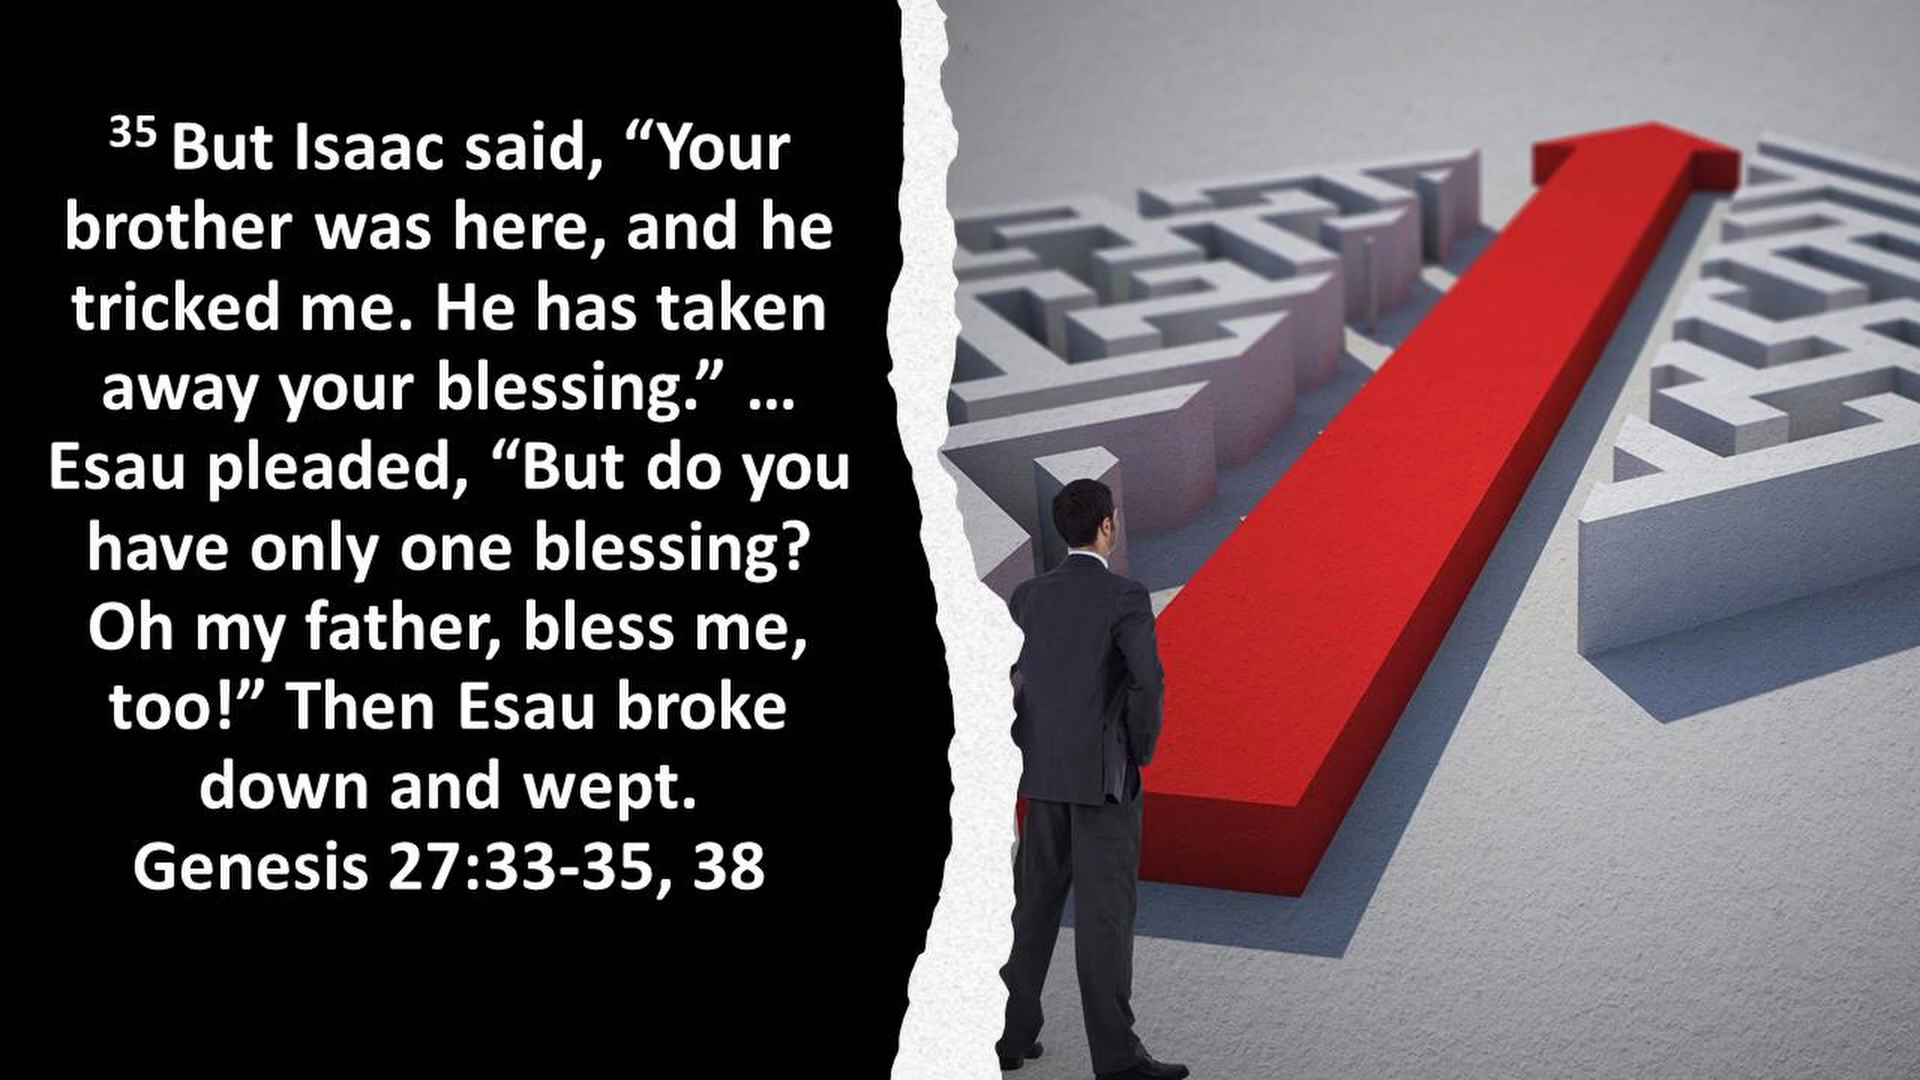 35 But Isaac said, “Your
brother was here, and he
tricked me. He has taken
away your blessing.” …
Esau pleaded, “But do you
have only one blessing?
Oh my father, bless me,
too!” Then Esau broke
down and wept.
Genesis 27:33-35, 38